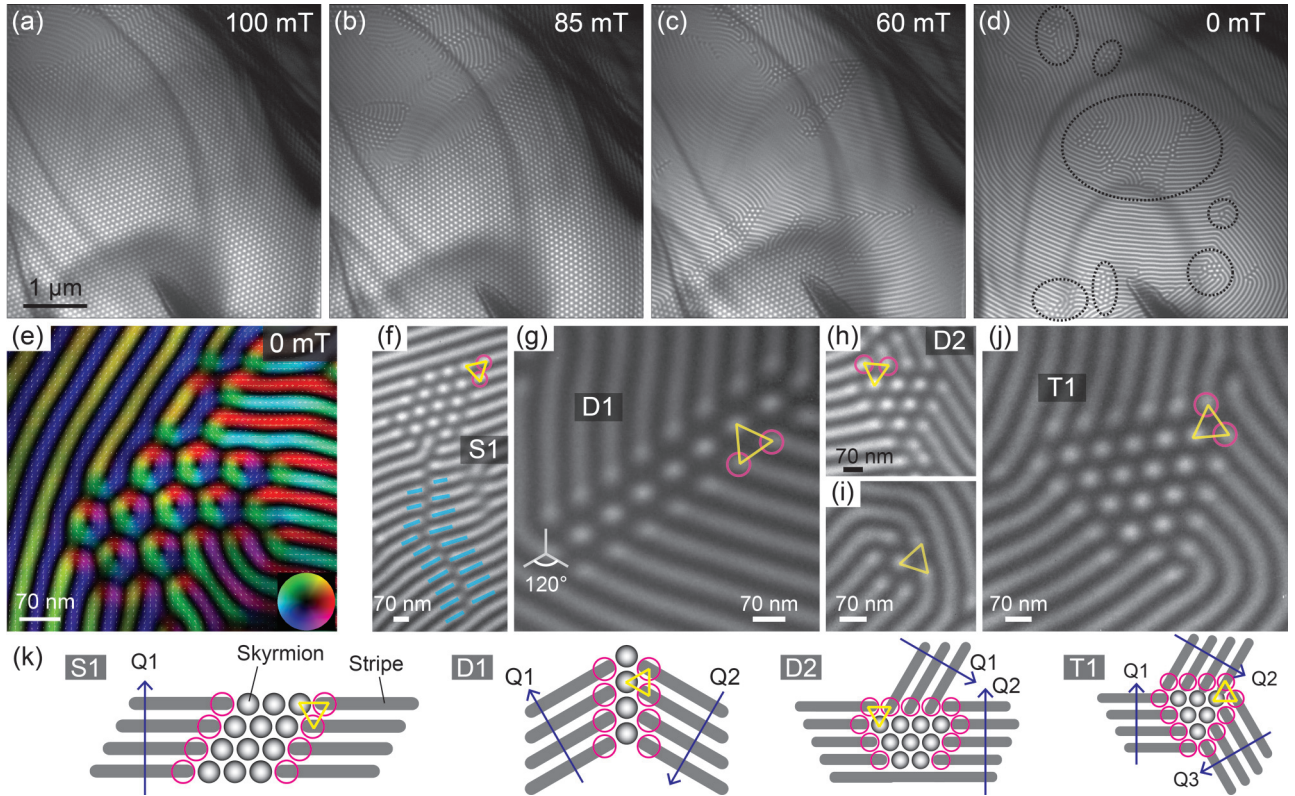 (a) 100 mT
(b) 85 mT
(c) 60 mT
(d) 0 mT
1 µm
(e) 0 mT
70 nm
(f)
S1
70 nm
(g)
D1
120°
70 nm
(h) D2
70 nm
(i)
70 nm
(j)
T1
70 nm
(k) S1
Q1
Skyrmion
Stripe
D1
Q1
Q2
D2
Q1
Q2
T1
Q1
Q2
Q3